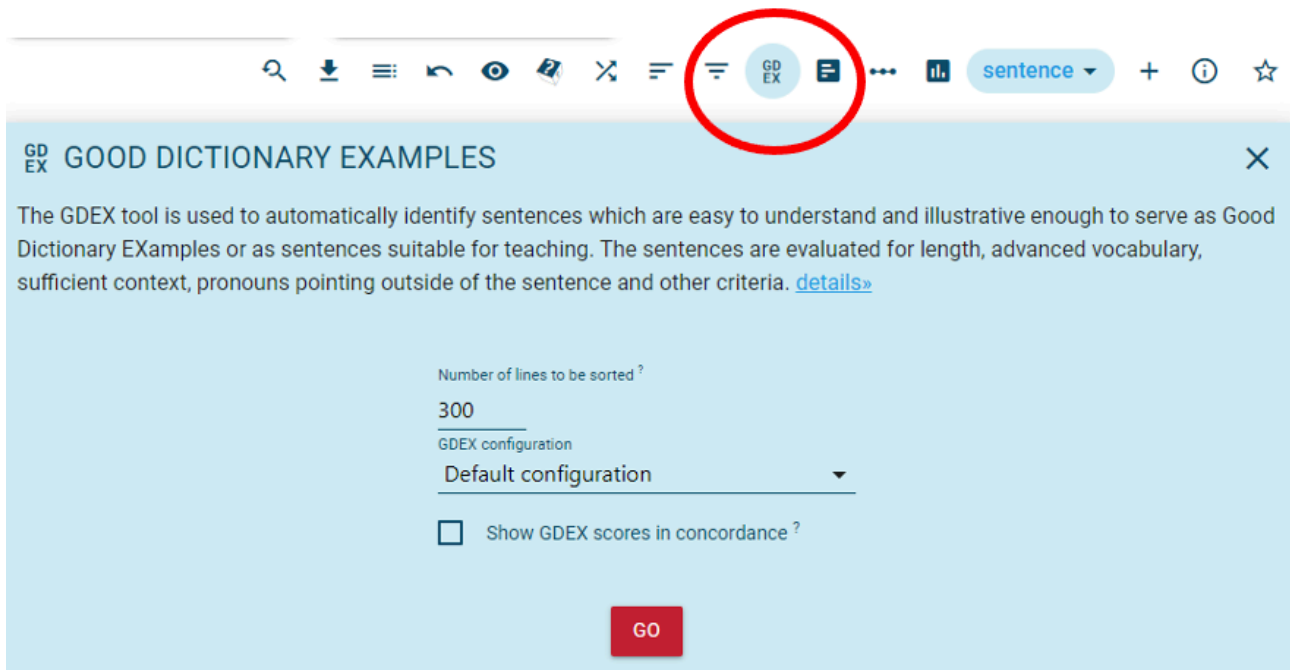 GD
EX
sentence
GD
EX GOOD DICTIONARY EXAMPLES
The GDEX tool is used to automatically identify sentences which are easy to understand and illustrative enough to serve as Good
Dictionary EXamples or as sentences suitable for teaching. The sentences are evaluated for length, advanced vocabulary,
sufficient context, pronouns pointing outside of the sentence and other criteria. details»
Number of lines to be sorted ?
300
GDEX configuration
Default configuration
Show GDEX scores in concordance ?
GO